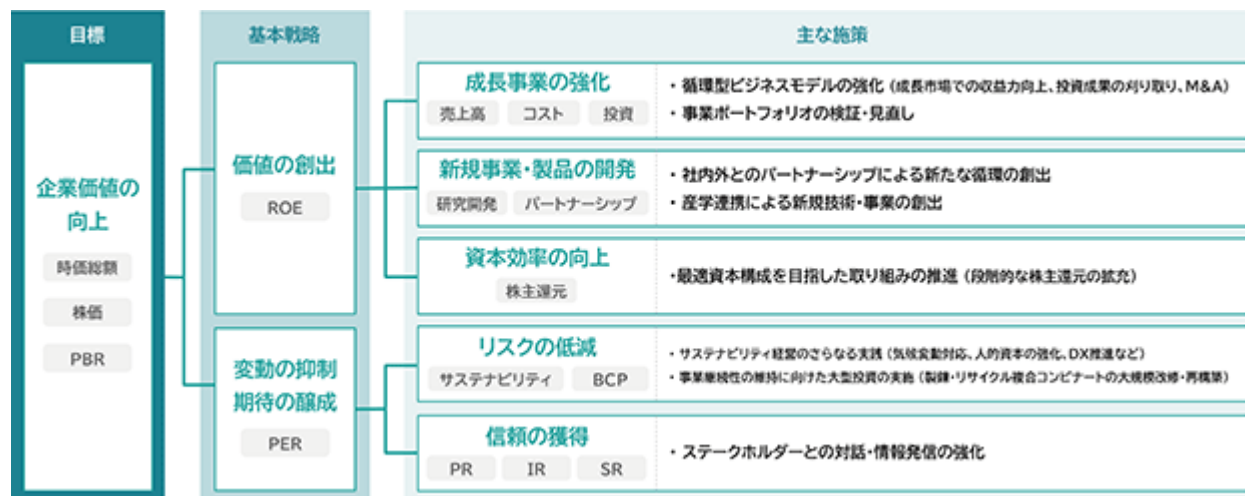 目標
基本戦略
主な施策
企業価値の
向上
時価総額
株価
PBR
価値の創出
ROE
変動の抑制
期待の醸成
PER
成長事業の強化
売上高 コスト 投資
・循環型ビジネスモデルの強化(成長市場での収益力向上、投資成果の刈り取り、M&A)
・事業ポートフォリオの検証・見直し
新規事業・製品の開発
研究開発 パートナーシップ
・社内外とのパートナーシップによる新たな循環の創出
・産学連携による新規技術・事業の創出
資本効率の向上
株主還元
・最適資本構成を目指した取り組みの推進(段階的な株主還元の拡充)
リスクの低減
サステナビリティ BCP
・サステナビリティ経営のさらなる実践(気候変動対応、人的資本の強化、DX推進など)
・事業継続性の維持に向けた大型投資の実施(製錬・リサイクル複合コンビナートの大規模改修・再構築)
信頼の獲得
PR IR SR
・ステークホルダーとの対話・情報発信の強化